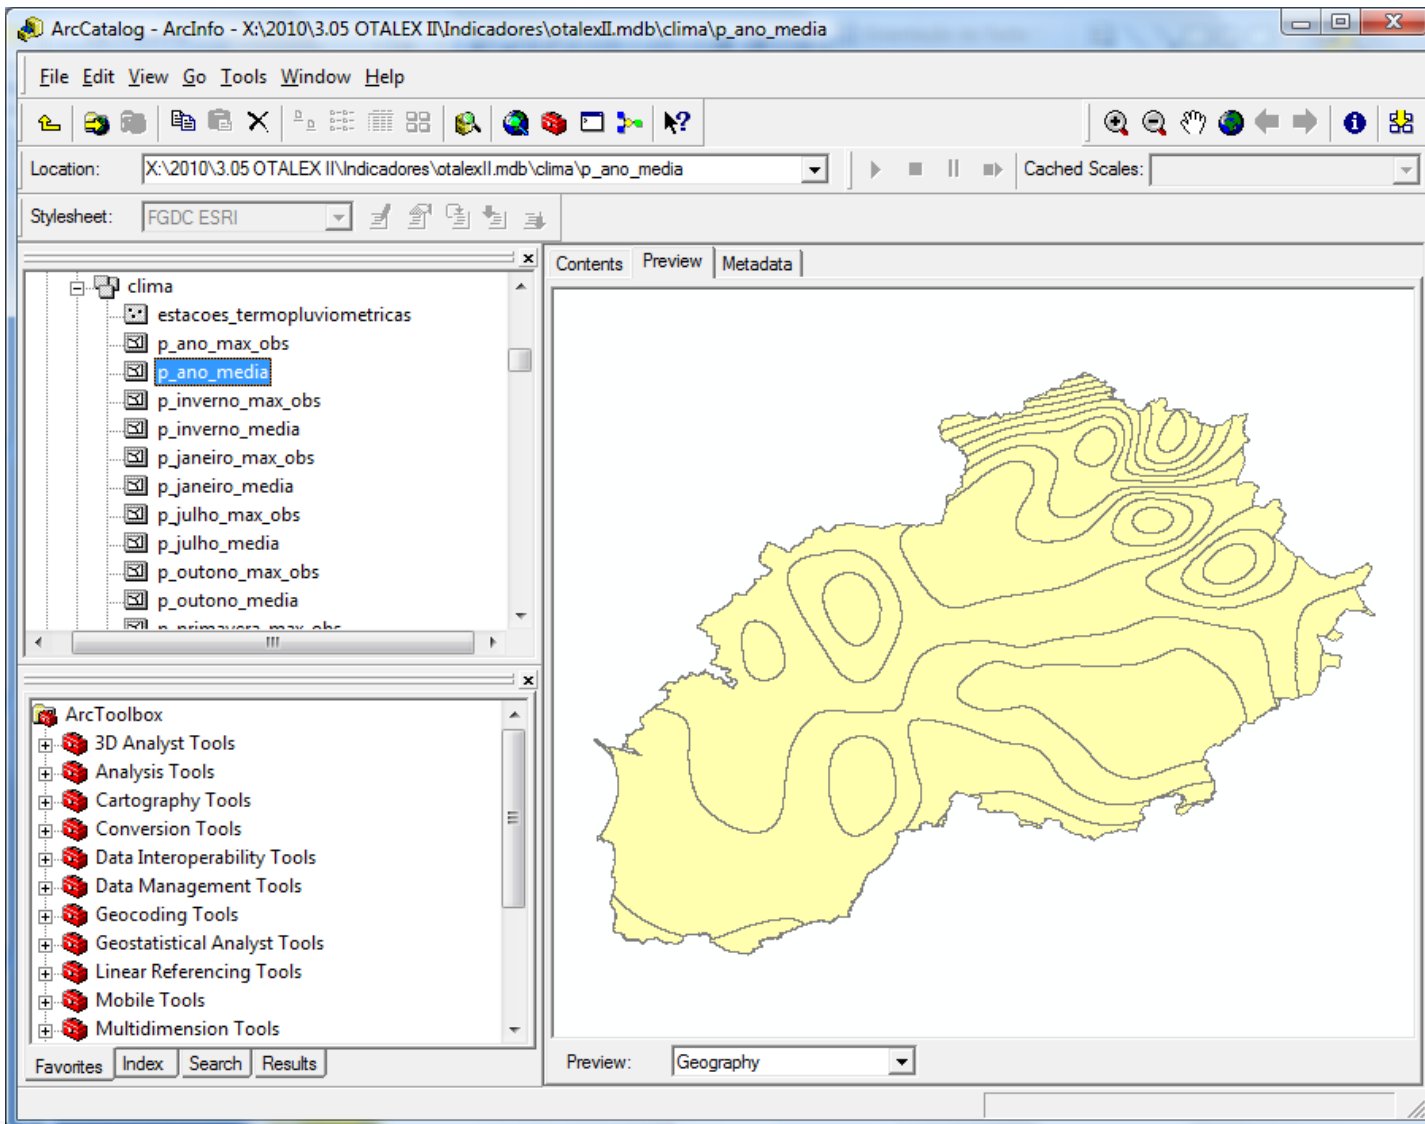 ArcCatalog - ArcInfo - X:\2010\3.05 OTALEX II\Indicadores\otalexII.mdb\clima\p_ano_media
File Edit View Go Tools Window Help
Location: X:\2010\3.05 OTALEX II\Indicadores\otalexII.mdb\clima\p_ano_media Cached Scales:
Stylesheet: FGDC ESRI
Contents Preview Metadata
clima
estacoes_termopluviometricas
p_ano_max_obs
p_ano_media
p_inverno_max_obs
p_inverno_media
p_janeiro_max_obs
p_janeiro_media
p_julho_max_obs
p_julho_media
p_outono_max_obs
p_outono_media
p_primavera_max_obs
ArcToolbox
3D Analyst Tools
Analysis Tools
Cartography Tools
Conversion Tools
Data Interoperability Tools
Data Management Tools
Geocoding Tools
Geostatistical Analyst Tools
Linear Referencing Tools
Mobile Tools
Multidimension Tools
Favorites Index Search Results
Preview: Geography